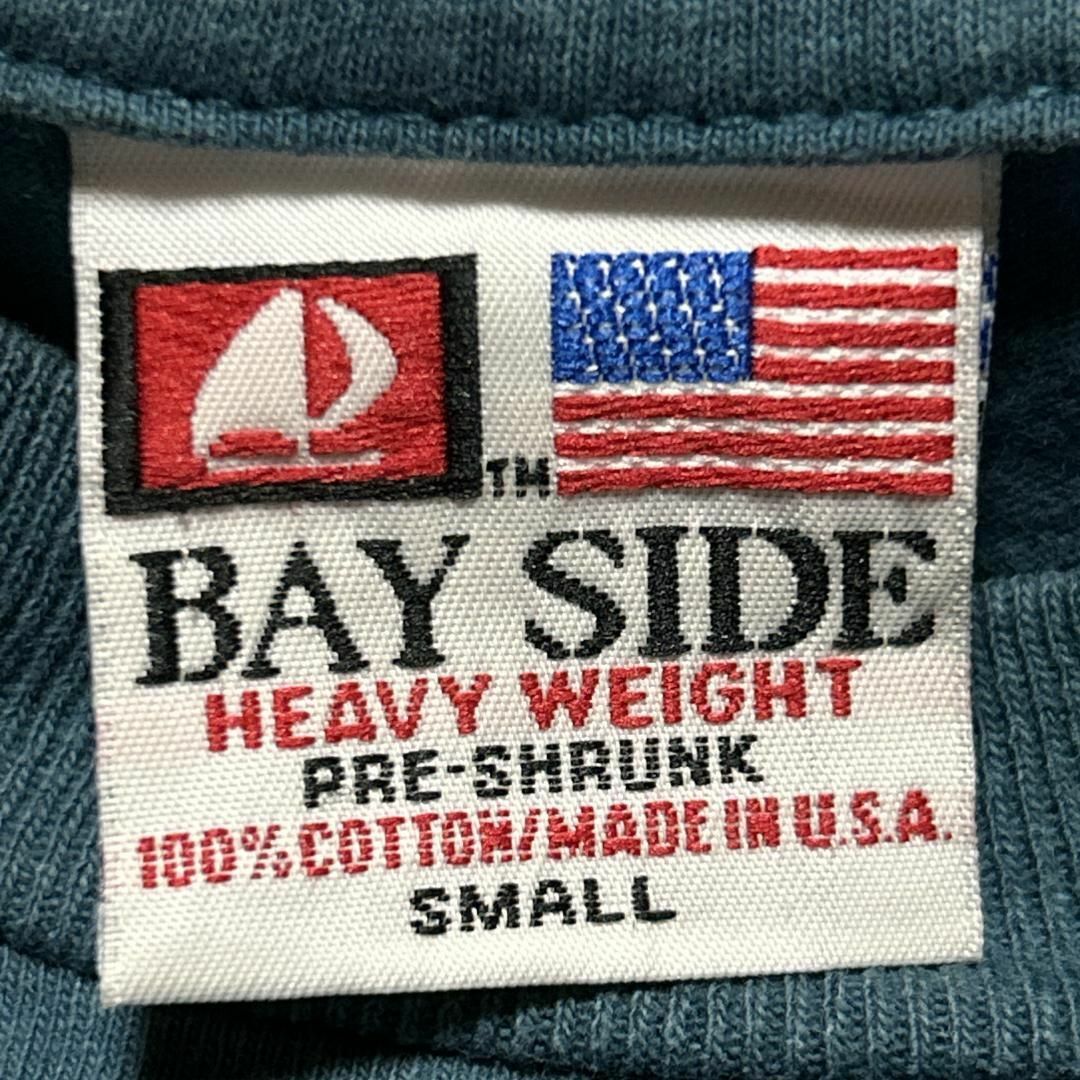 TM
BAY SIDE
HEAVY WEIGHT
PRE-SHRUNK
100% COTTON/MADE IN U.S.A.
SMALL